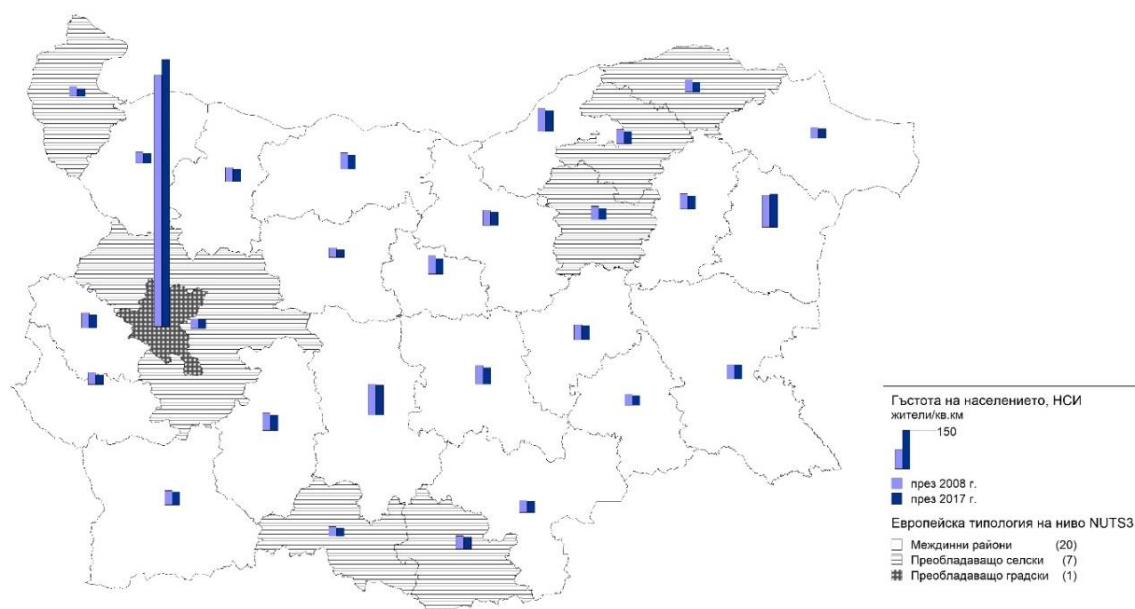 Гъстота на населението, НСИ
жители/кв.км
150
през 2008 г.
през 2017 г.
Европейска типология на ниво NUTS3
Междинни райони (20)
Преобладаващо селски (7)
Преобладаващо градски (1)